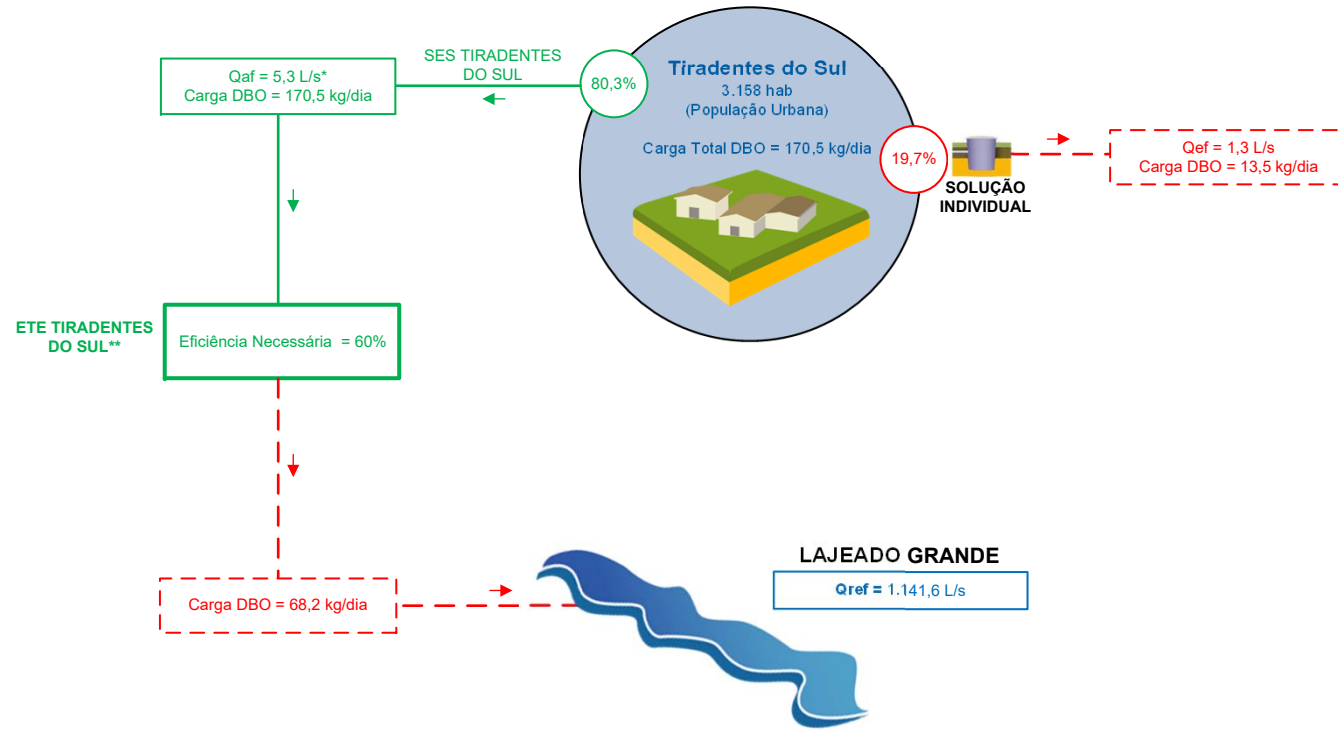 SES TIRADENTES
DO SUL
Qaf = 5,3 L/s*
Carga DBO = 170,5 kg/dia
80,3%
Tiradentes do Sul
3.158 hab
(População Urbana)
Carga Total DBO = 170,5 kg/dia
19,7%
SOLUÇÃO
INDIVIDUAL
Qef = 1,3 L/s
Carga DBO = 13,5 kg/dia
ETE TIRADENTES
DO SUL**
Eficiência Necessária = 60%
Carga DBO = 68,2 kg/dia
LAJEADO GRANDE
Qref = 1.141,6 L/s